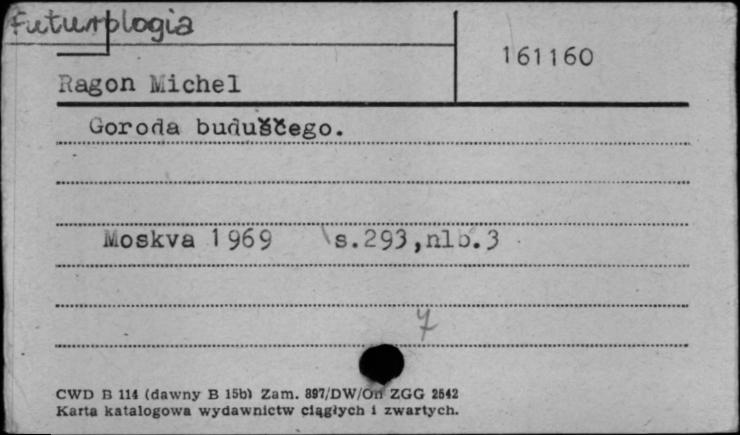 Futurologia
161160
Ragon Michel
Goroda buduščego.
Moskva 1969 \s.293,nlb.3
7
CWD B 114 (dawny B 15b) Zam. 897/DW/On ZGG 2542
Karta katalogowa wydawnictw ciągłych i zwartych.